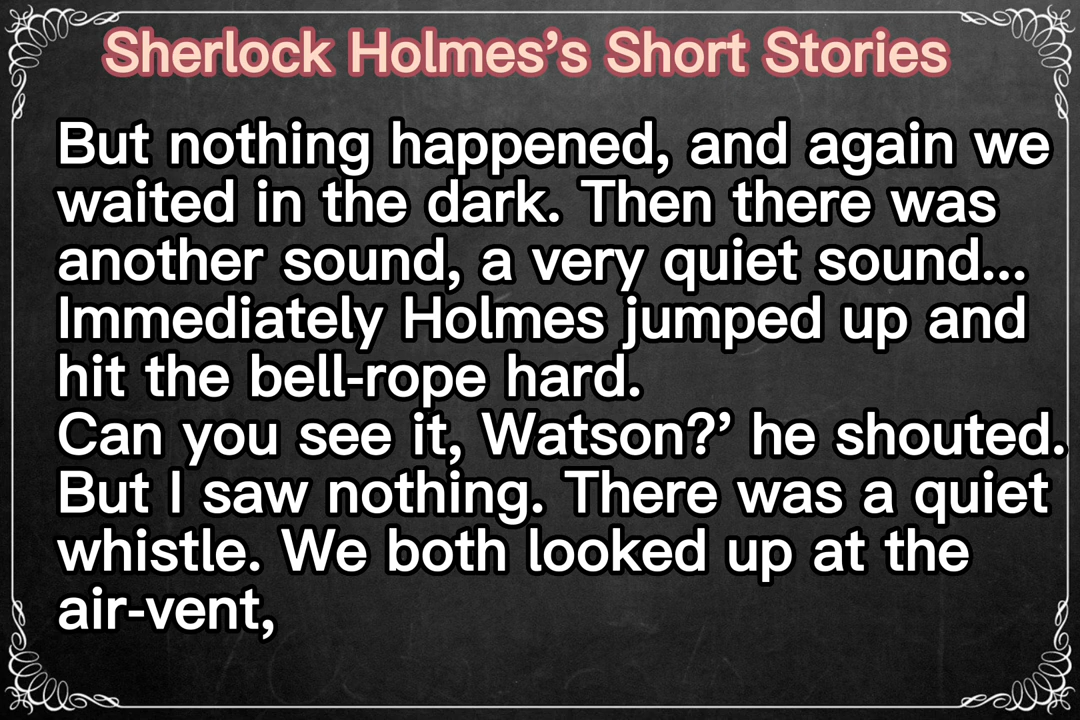 Sherlock Holmes’s Short Stories
But nothing happened, and again we
waited in the dark. Then there was
another sound, a very quiet sound...
Immediately Holmes jumped up and
hit the bell-rope hard.
Can you see it, Watson?’ he shouted.
But I saw nothing. There was a quiet
whistle. We both looked up at the
air-vent,